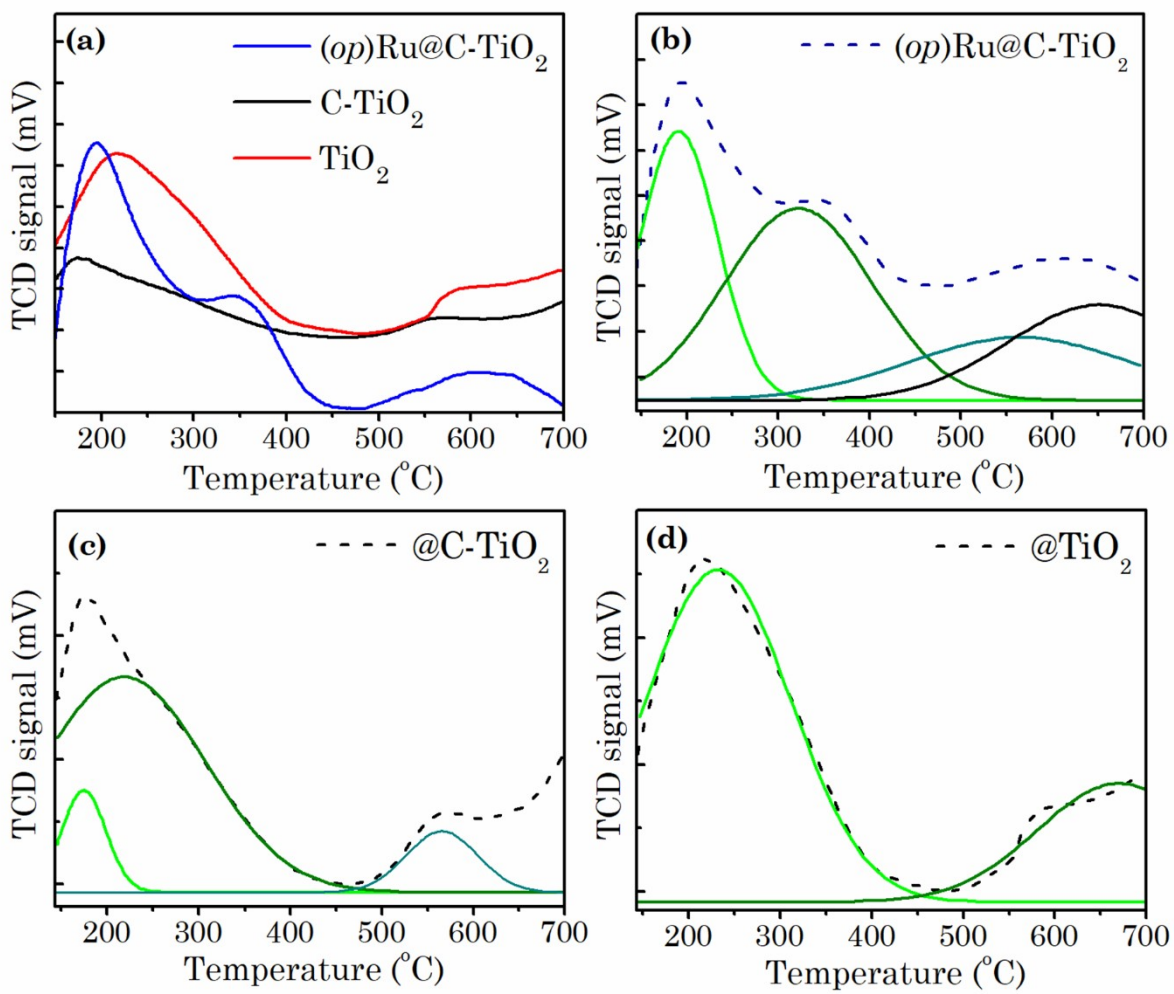 (a)
(op)Ru@C-TiO₂
C-TiO₂
TiO₂
TCD signal (mV)
200 300 400 500 600 700
Temperature (°C)
(b)
(op)Ru@C-TiO₂
TCD signal (mV)
200 300 400 500 600 700
Temperature (°C)
(c)
@C-TiO₂
TCD signal (mV)
200 300 400 500 600 700
Temperature (°C)
(d)
@TiO₂
TCD signal (mV)
200 300 400 500 600 700
Temperature (°C)